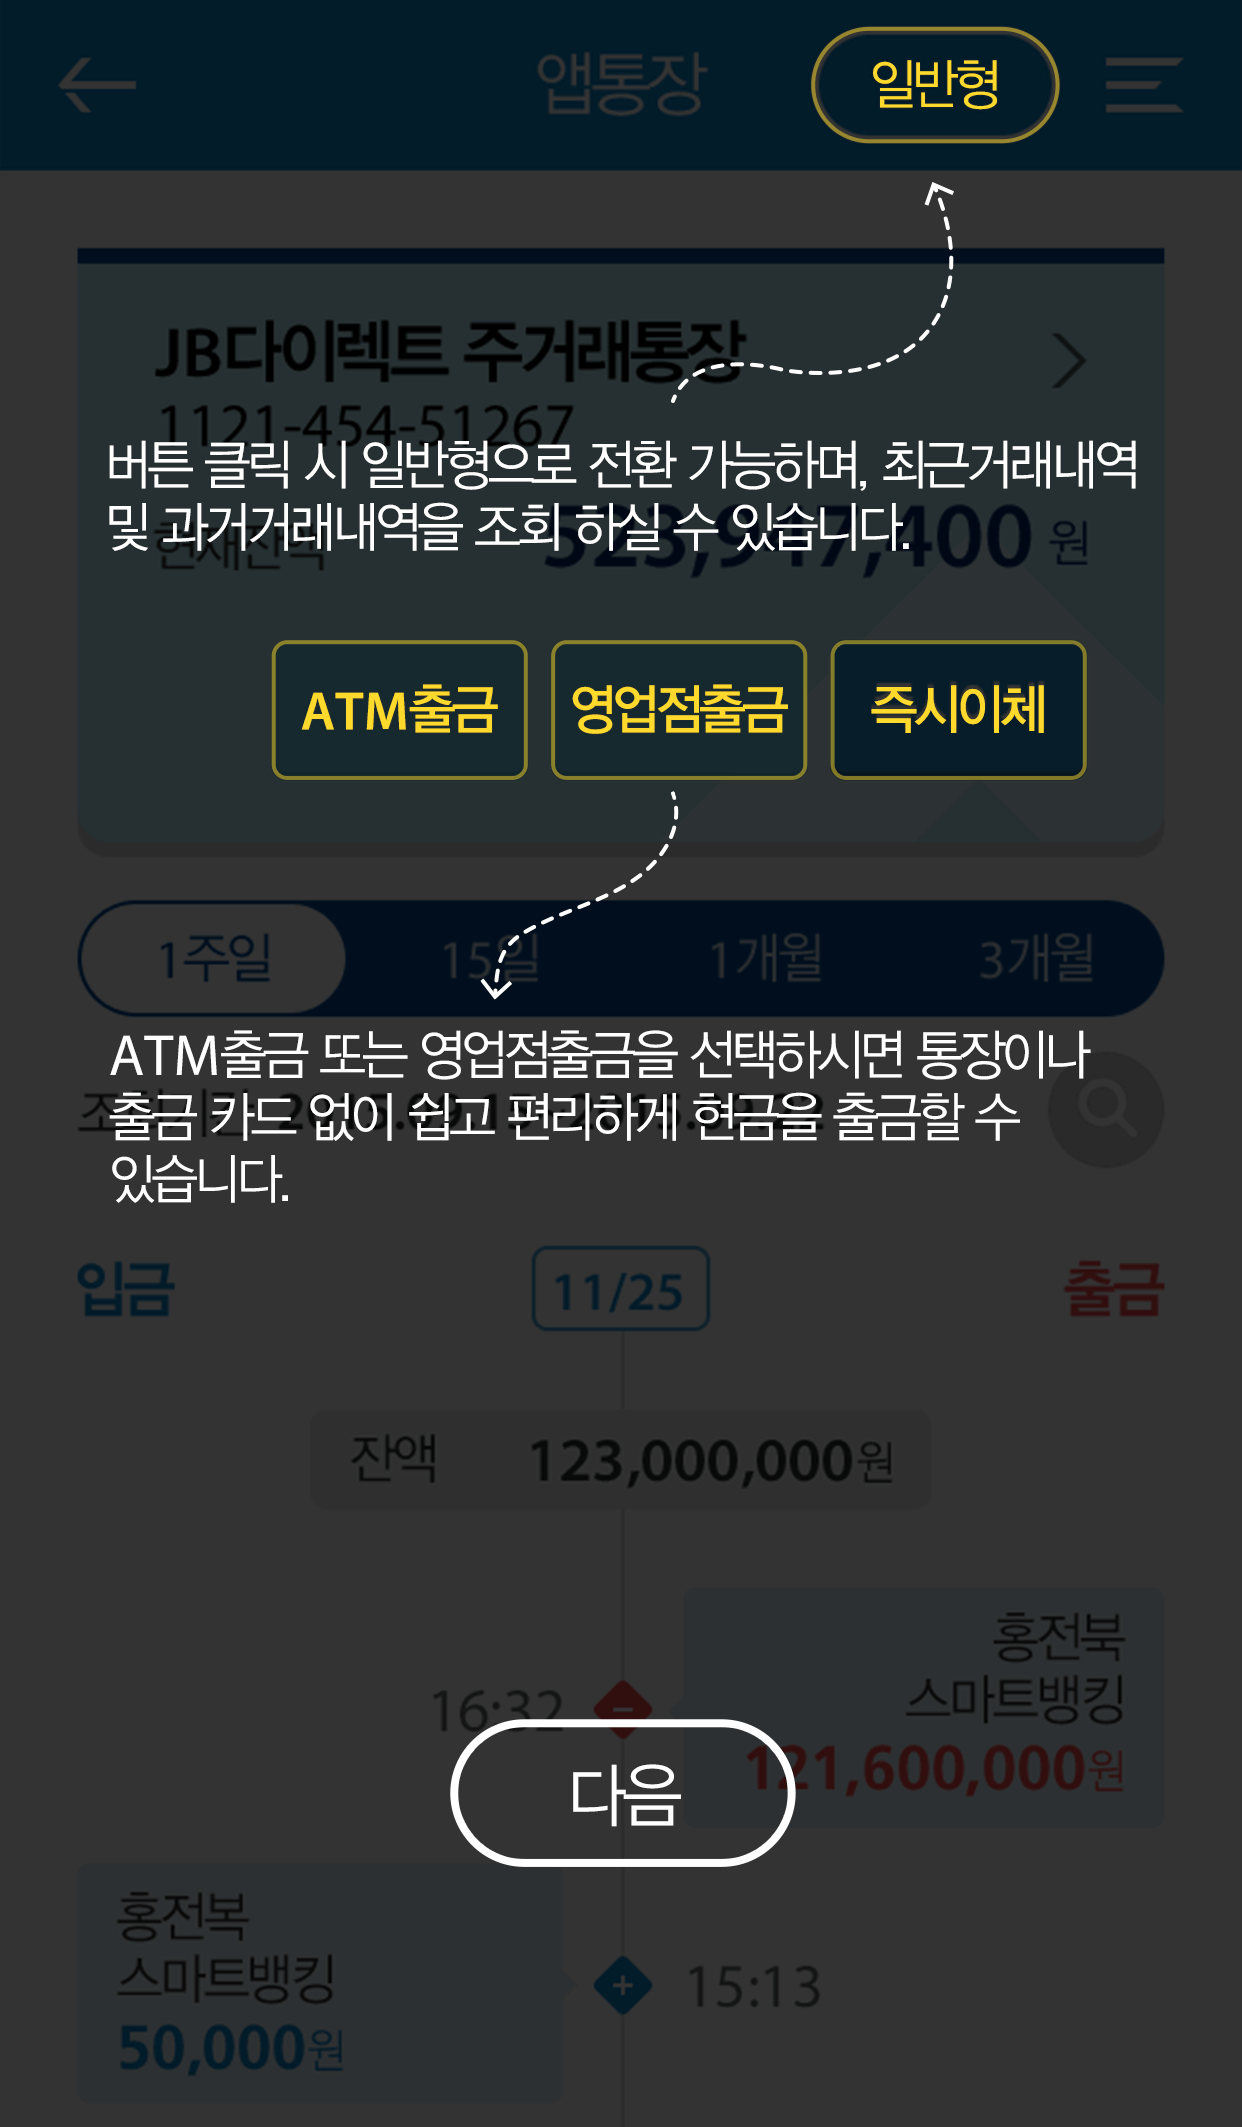 앱통장
일반형
JB다이렉트 주거래통장
1121-454-51267
버튼 클릭 시 일반형으로 전환 가능하며, 최근거래내역
및 과거거래내역을 조회 하실 수 있습니다.
현재잔액 523,947,400 원
ATM출금 영업점출금 즉시이체
1주일 15일 1개월 3개월
ATM출금 또는 영업점출금을 선택하시면 통장이나
출금 카드 없이 쉽고 편리하게 현금을 출금할 수
있습니다.
입금 11/25 출금
잔액 123,000,000원
홍전북
스마트뱅킹
16:32
121,600,000원
다음
홍전복
스마트뱅킹
15:13
50,000원